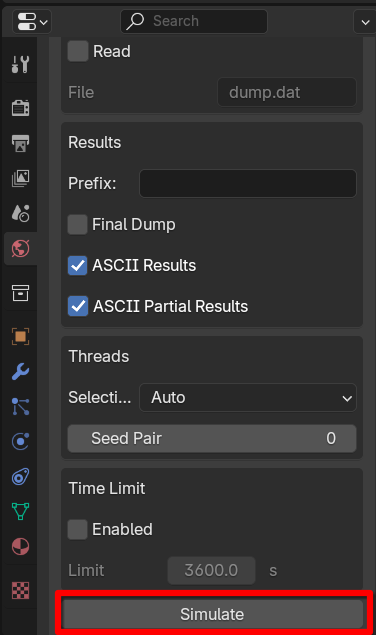 Search
Read
File dump.dat
Results
Prefix:
Final Dump
ASCII Results
ASCII Partial Results
Threads
Selecti... Auto
Seed Pair 0
Time Limit
Enabled
Limit 3600.0 s
Simulate